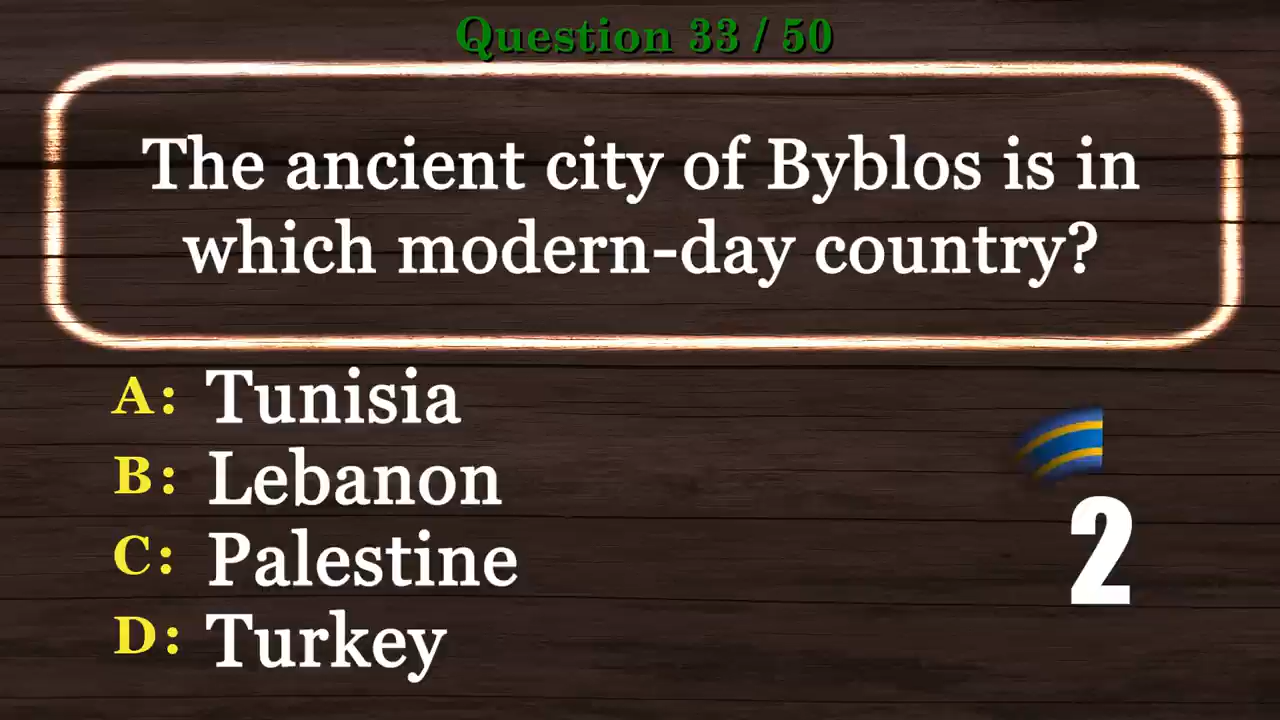 Question 33 / 50
The ancient city of Byblos is in
which modern-day country?
A: Tunisia
B: Lebanon
C: Palestine
D: Turkey
2